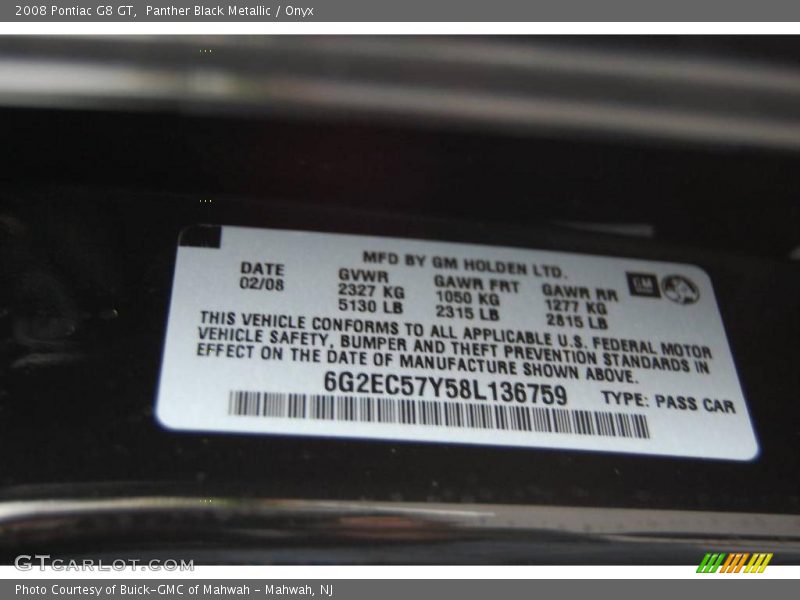 2008 Pontiac G8 GT, Panther Black Metallic / Onyx
MFD BY GM HOLDEN LTD.
DATE GVWR GAWR FRT GAWR RR
02/08 2327 KG 1050 KG 1277 KG
5130 LB 2315 LB 2815 LB
GM
THIS VEHICLE CONFORMS TO ALL APPLICABLE U.S. FEDERAL MOTOR
VEHICLE SAFETY, BUMPER AND THEFT PREVENTION STANDARDS IN
EFFECT ON THE DATE OF MANUFACTURE SHOWN ABOVE.
6G2EC57Y58L136759 TYPE: PASS CAR
GTcarlot.com
Photo Courtesy of Buick-GMC of Mahwah - Mahwah, NJ